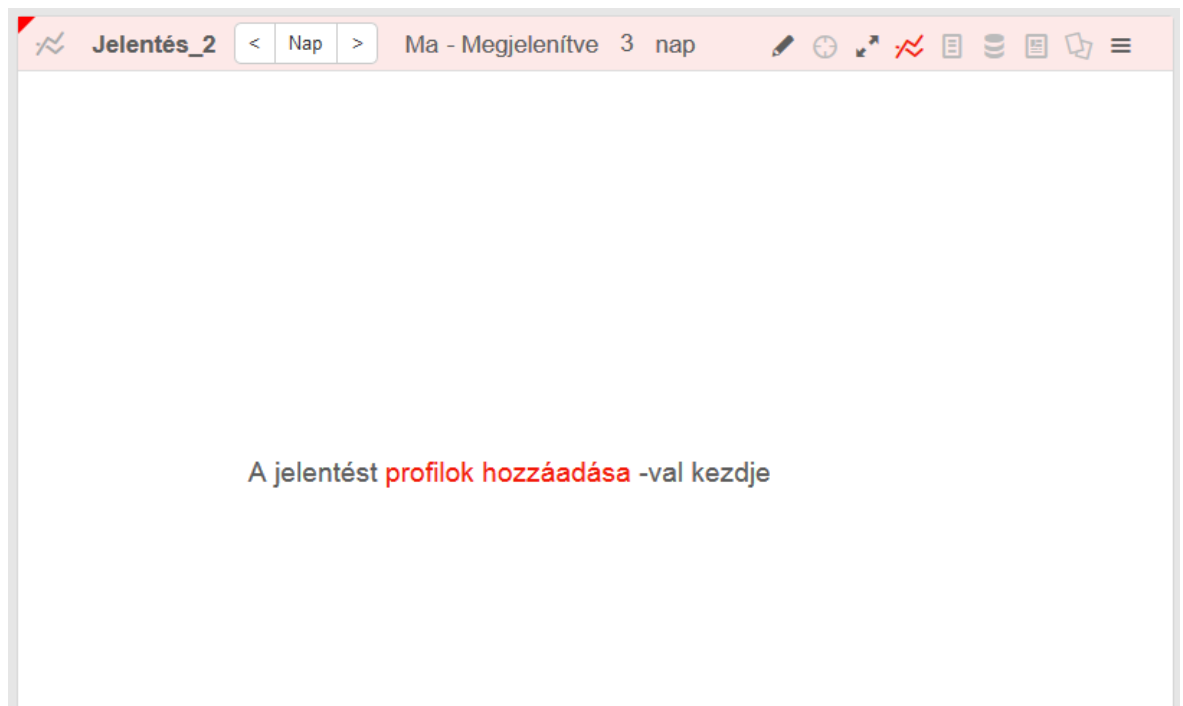 Jelentés_2 < Nap > Ma - Megjelenítve 3 nap
A jelentést profilok hozzáadása -val kezdje